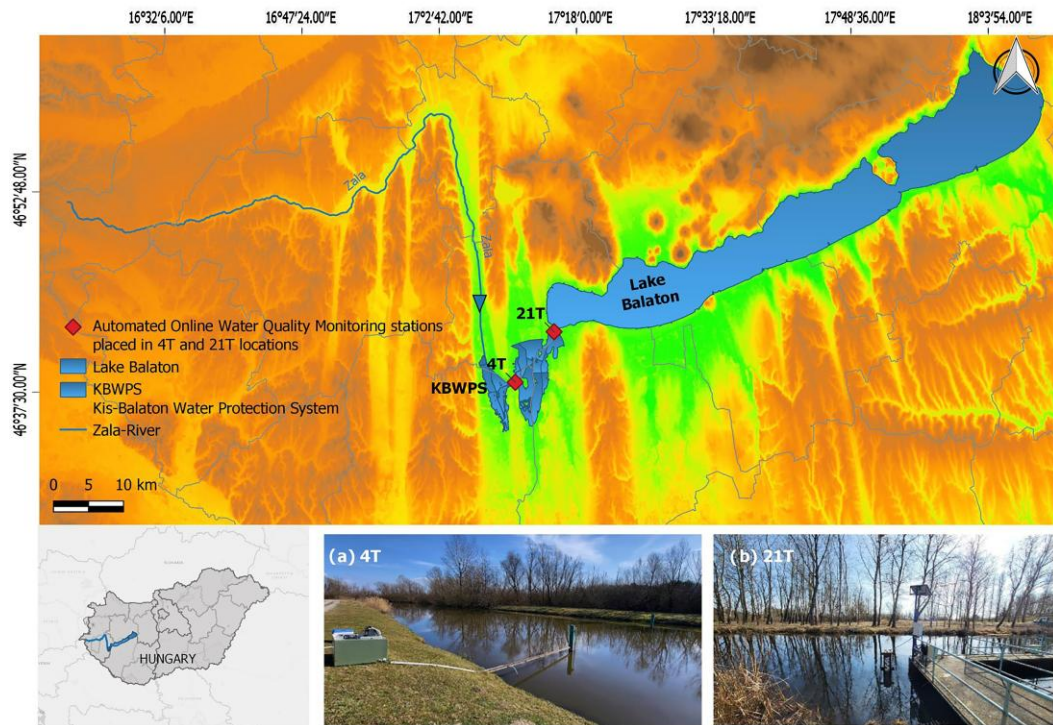 16°32′6.00″E 16°47′24.00″E 17°2′42.00″E 17°18′0.00″E 17°33′18.00″E 17°48′36.00″E 18°3′54.00″E
46°52′48.00″N
46°37′30.00″N
Zala
Zala
Lake
Balaton
21T
4T
KBWPS
Automated Online Water Quality Monitoring stations
placed in 4T and 21T locations
Lake Balaton
KBWPS
Kis-Balaton Water Protection System
Zala-River
0 5 10 km
HUNGARY
(a) 4T
(b) 21T